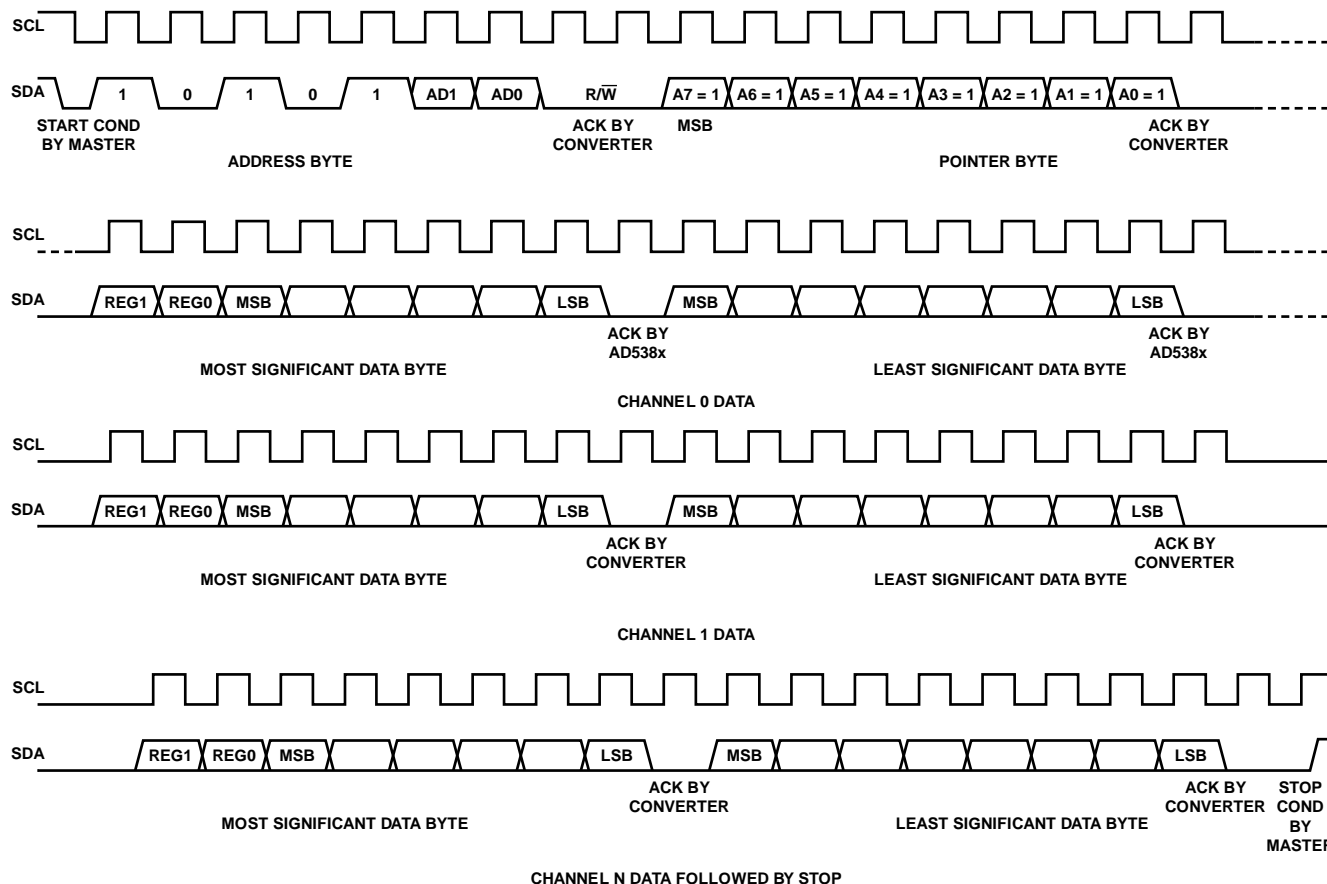 SCL
SDA 1 0 1 0 1 AD1 AD0 R/W̅ A7 = 1 A6 = 1 A5 = 1 A4 = 1 A3 = 1 A2 = 1 A1 = 1 A0 = 1
START COND ACK BY MSB ACK BY
BY MASTER CONVERTER CONVERTER
ADDRESS BYTE POINTER BYTE
SCL
SDA REG1 REG0 MSB LSB MSB LSB
ACK BY ACK BY
AD538x AD538x
MOST SIGNIFICANT DATA BYTE LEAST SIGNIFICANT DATA BYTE
CHANNEL 0 DATA
SCL
SDA REG1 REG0 MSB LSB MSB LSB
ACK BY ACK BY
CONVERTER CONVERTER
MOST SIGNIFICANT DATA BYTE LEAST SIGNIFICANT DATA BYTE
CHANNEL 1 DATA
SCL
SDA REG1 REG0 MSB LSB MSB LSB
ACK BY ACK BY STOP
CONVERTER CONVERTER COND
MOST SIGNIFICANT DATA BYTE LEAST SIGNIFICANT DATA BYTE BY
MASTER
CHANNEL N DATA FOLLOWED BY STOP